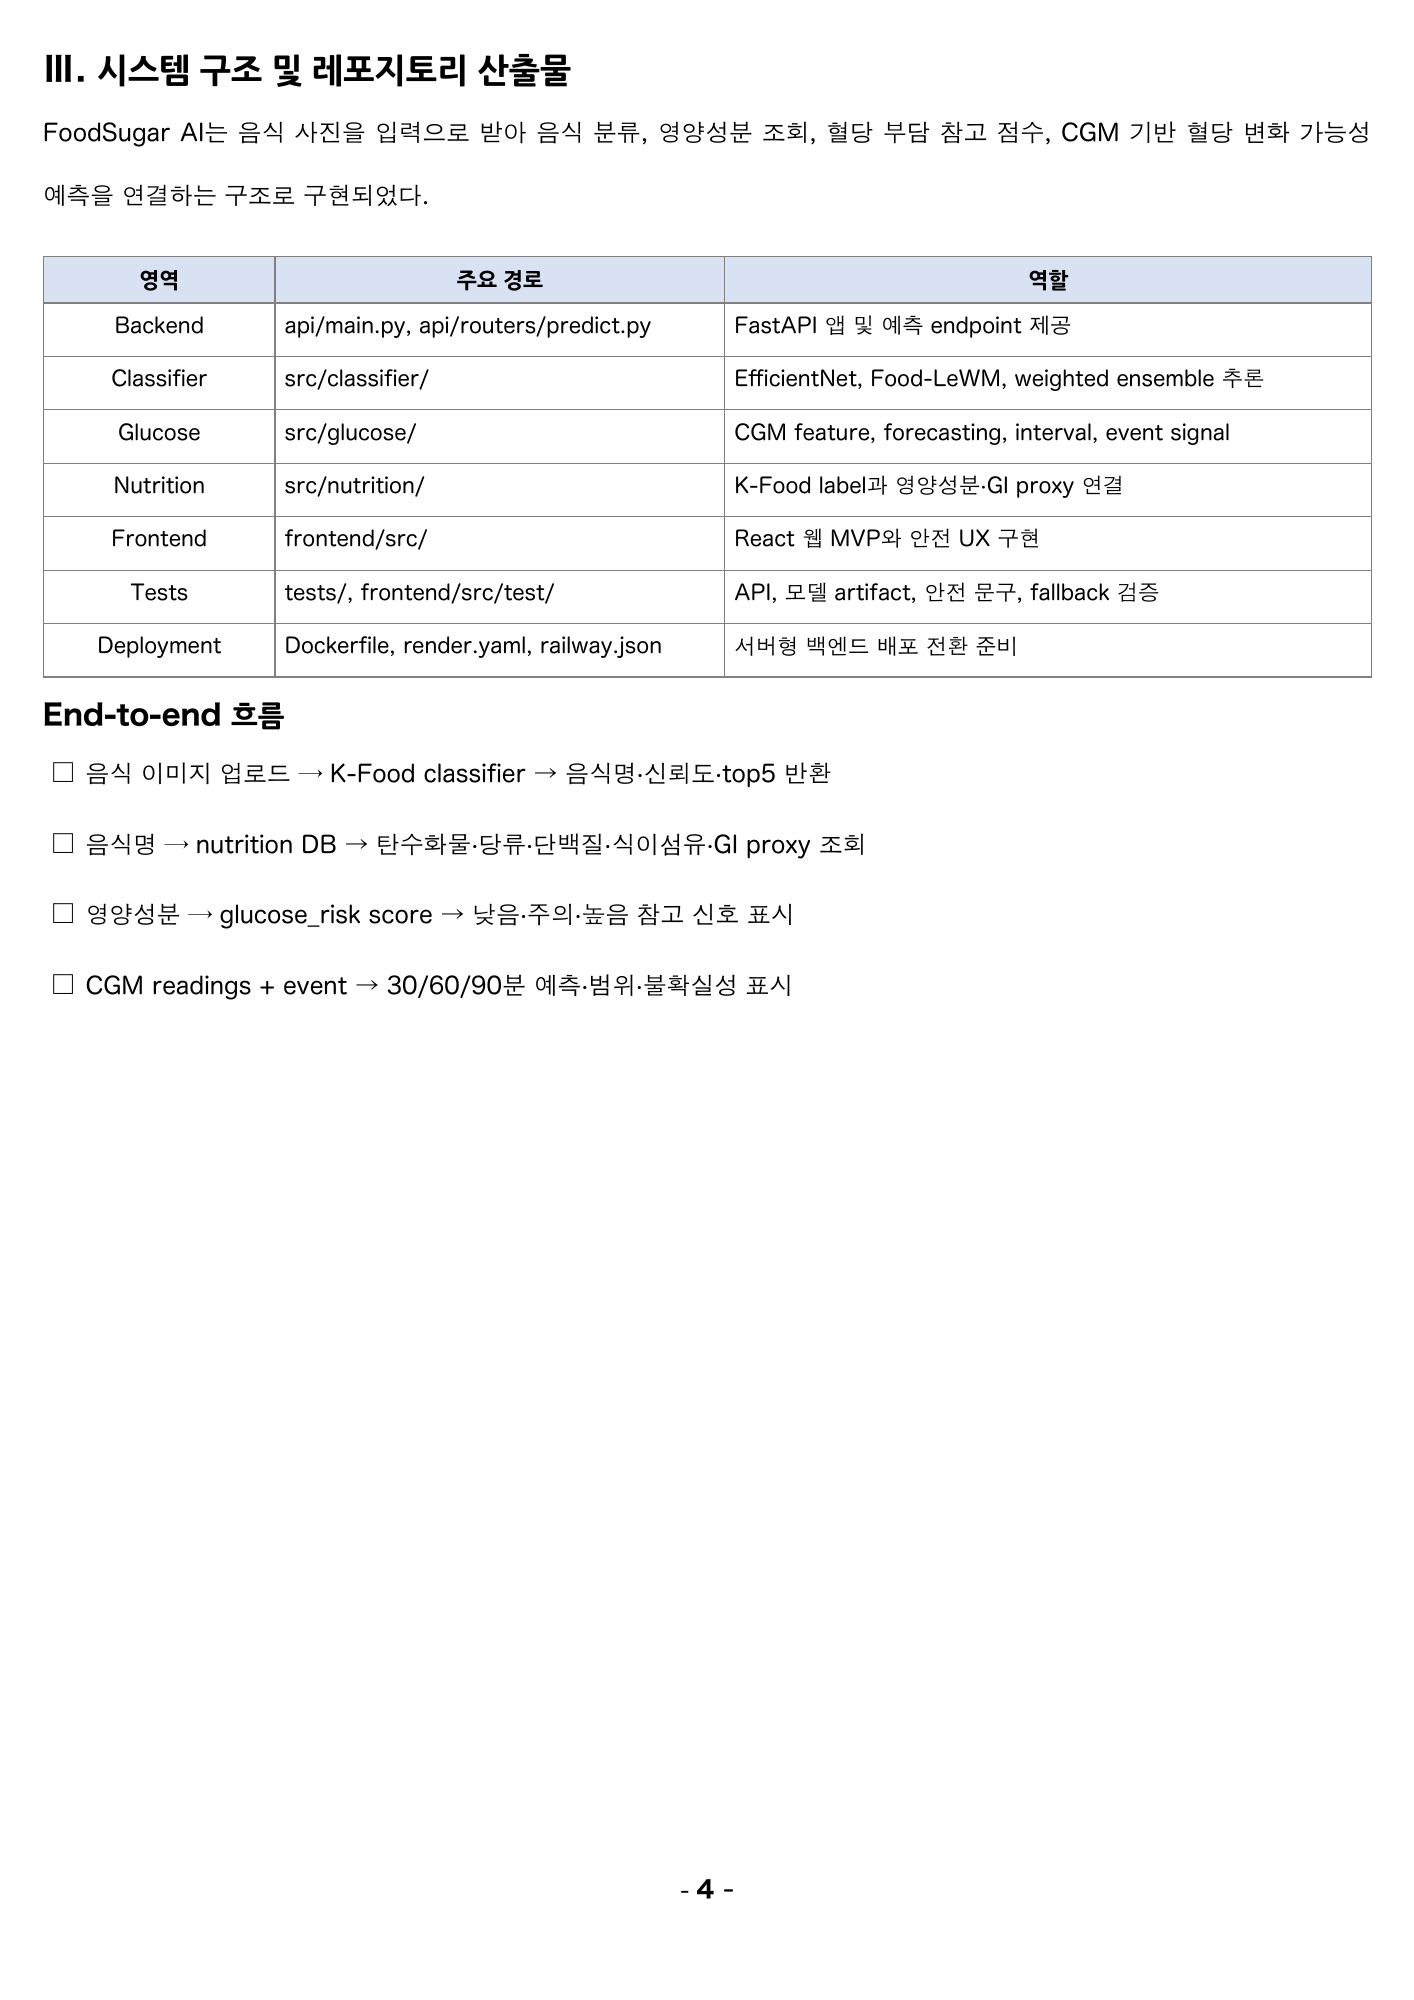 III. 시스템 구조 및 레포지토리 산출물
FoodSugar AI는 음식 사진을 입력으로 받아 음식 분류, 영양성분 조회, 혈당 부담 참고 점수, CGM 기반 혈당 변화 가능성
예측을 연결하는 구조로 구현되었다.
영역 주요 경로 역할
Backend api/main.py, api/routers/predict.py FastAPI 앱 및 예측 endpoint 제공
Classifier src/classifier/ EfficientNet, Food-LeWM, weighted ensemble 추론
Glucose src/glucose/ CGM feature, forecasting, interval, event signal
Nutrition src/nutrition/ K-Food label과 영양성분·GI proxy 연결
Frontend frontend/src/ React 웹 MVP와 안전 UX 구현
Tests tests/, frontend/src/test/ API, 모델 artifact, 안전 문구, fallback 검증
Deployment Dockerfile, render.yaml, railway.json 서버형 백엔드 배포 전환 준비
End-to-end 흐름
□ 음식 이미지 업로드 → K-Food classifier → 음식명·신뢰도·top5 반환
□ 음식명 → nutrition DB → 탄수화물·당류·단백질·식이섬유·GI proxy 조회
□ 영양성분 → glucose_risk score → 낮음·주의·높음 참고 신호 표시
□ CGM readings + event → 30/60/90분 예측·범위·불확실성 표시
- 4 -